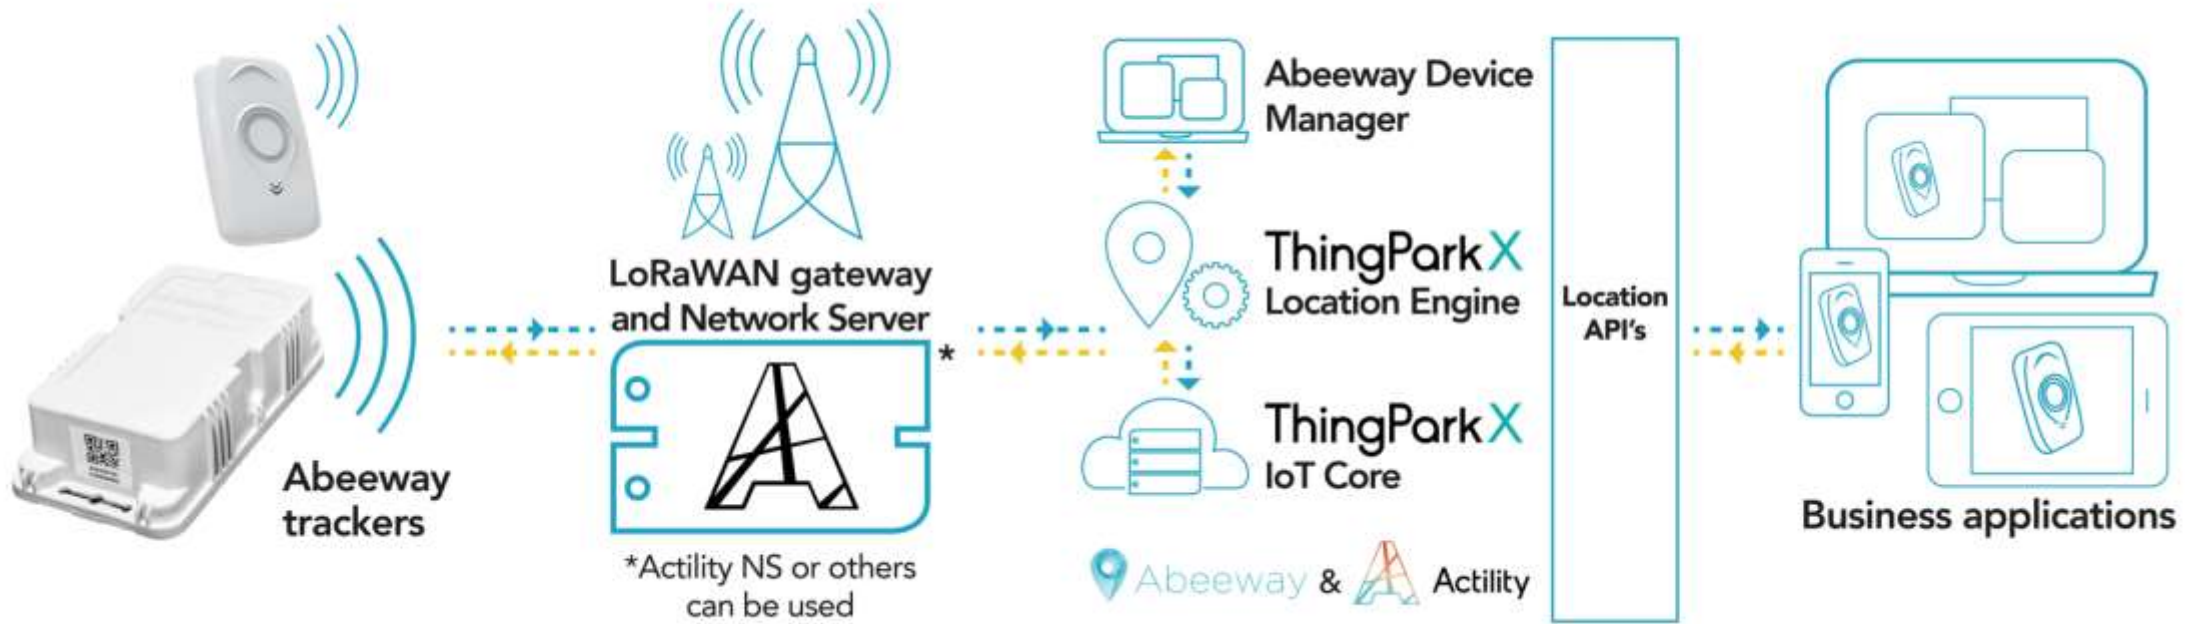 Abeeway
trackers
LoRaWAN gateway
and Network Server
*
*Actility NS or others
can be used
Abeeway Device
Manager
ThingPark X
Location Engine
ThingPark X
IoT Core
Abeeway & Actility
Location
API's
Business applications